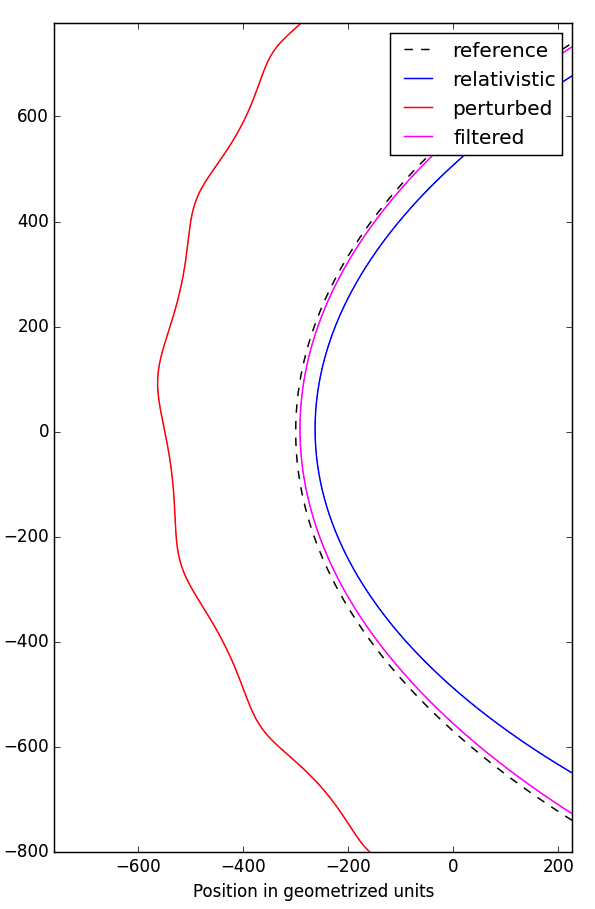 reference
relativistic
perturbed
filtered
600
400
200
0
−200
−400
−600
−800
−600 −400 −200 0 200
Position in geometrized units